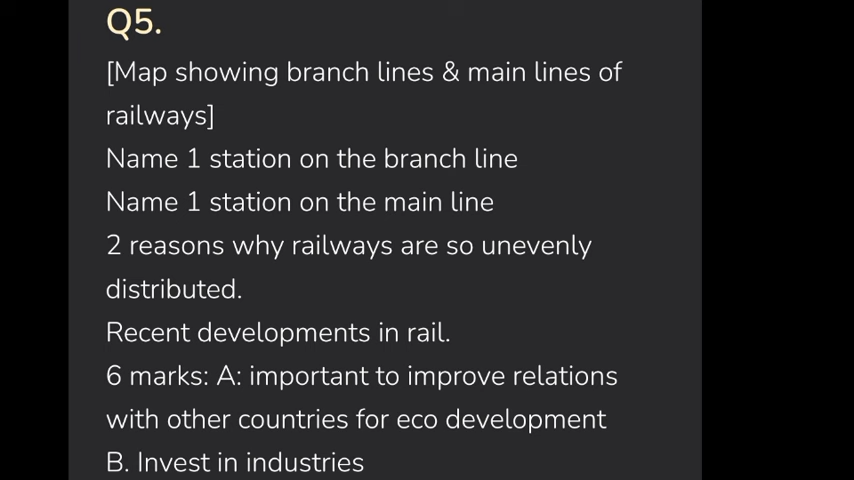 Q5.
[Map showing branch lines & main lines of
railways]
Name 1 station on the branch line
Name 1 station on the main line
2 reasons why railways are so unevenly
distributed.
Recent developments in rail.
6 marks: A: important to improve relations
with other countries for eco development
B. Invest in industries